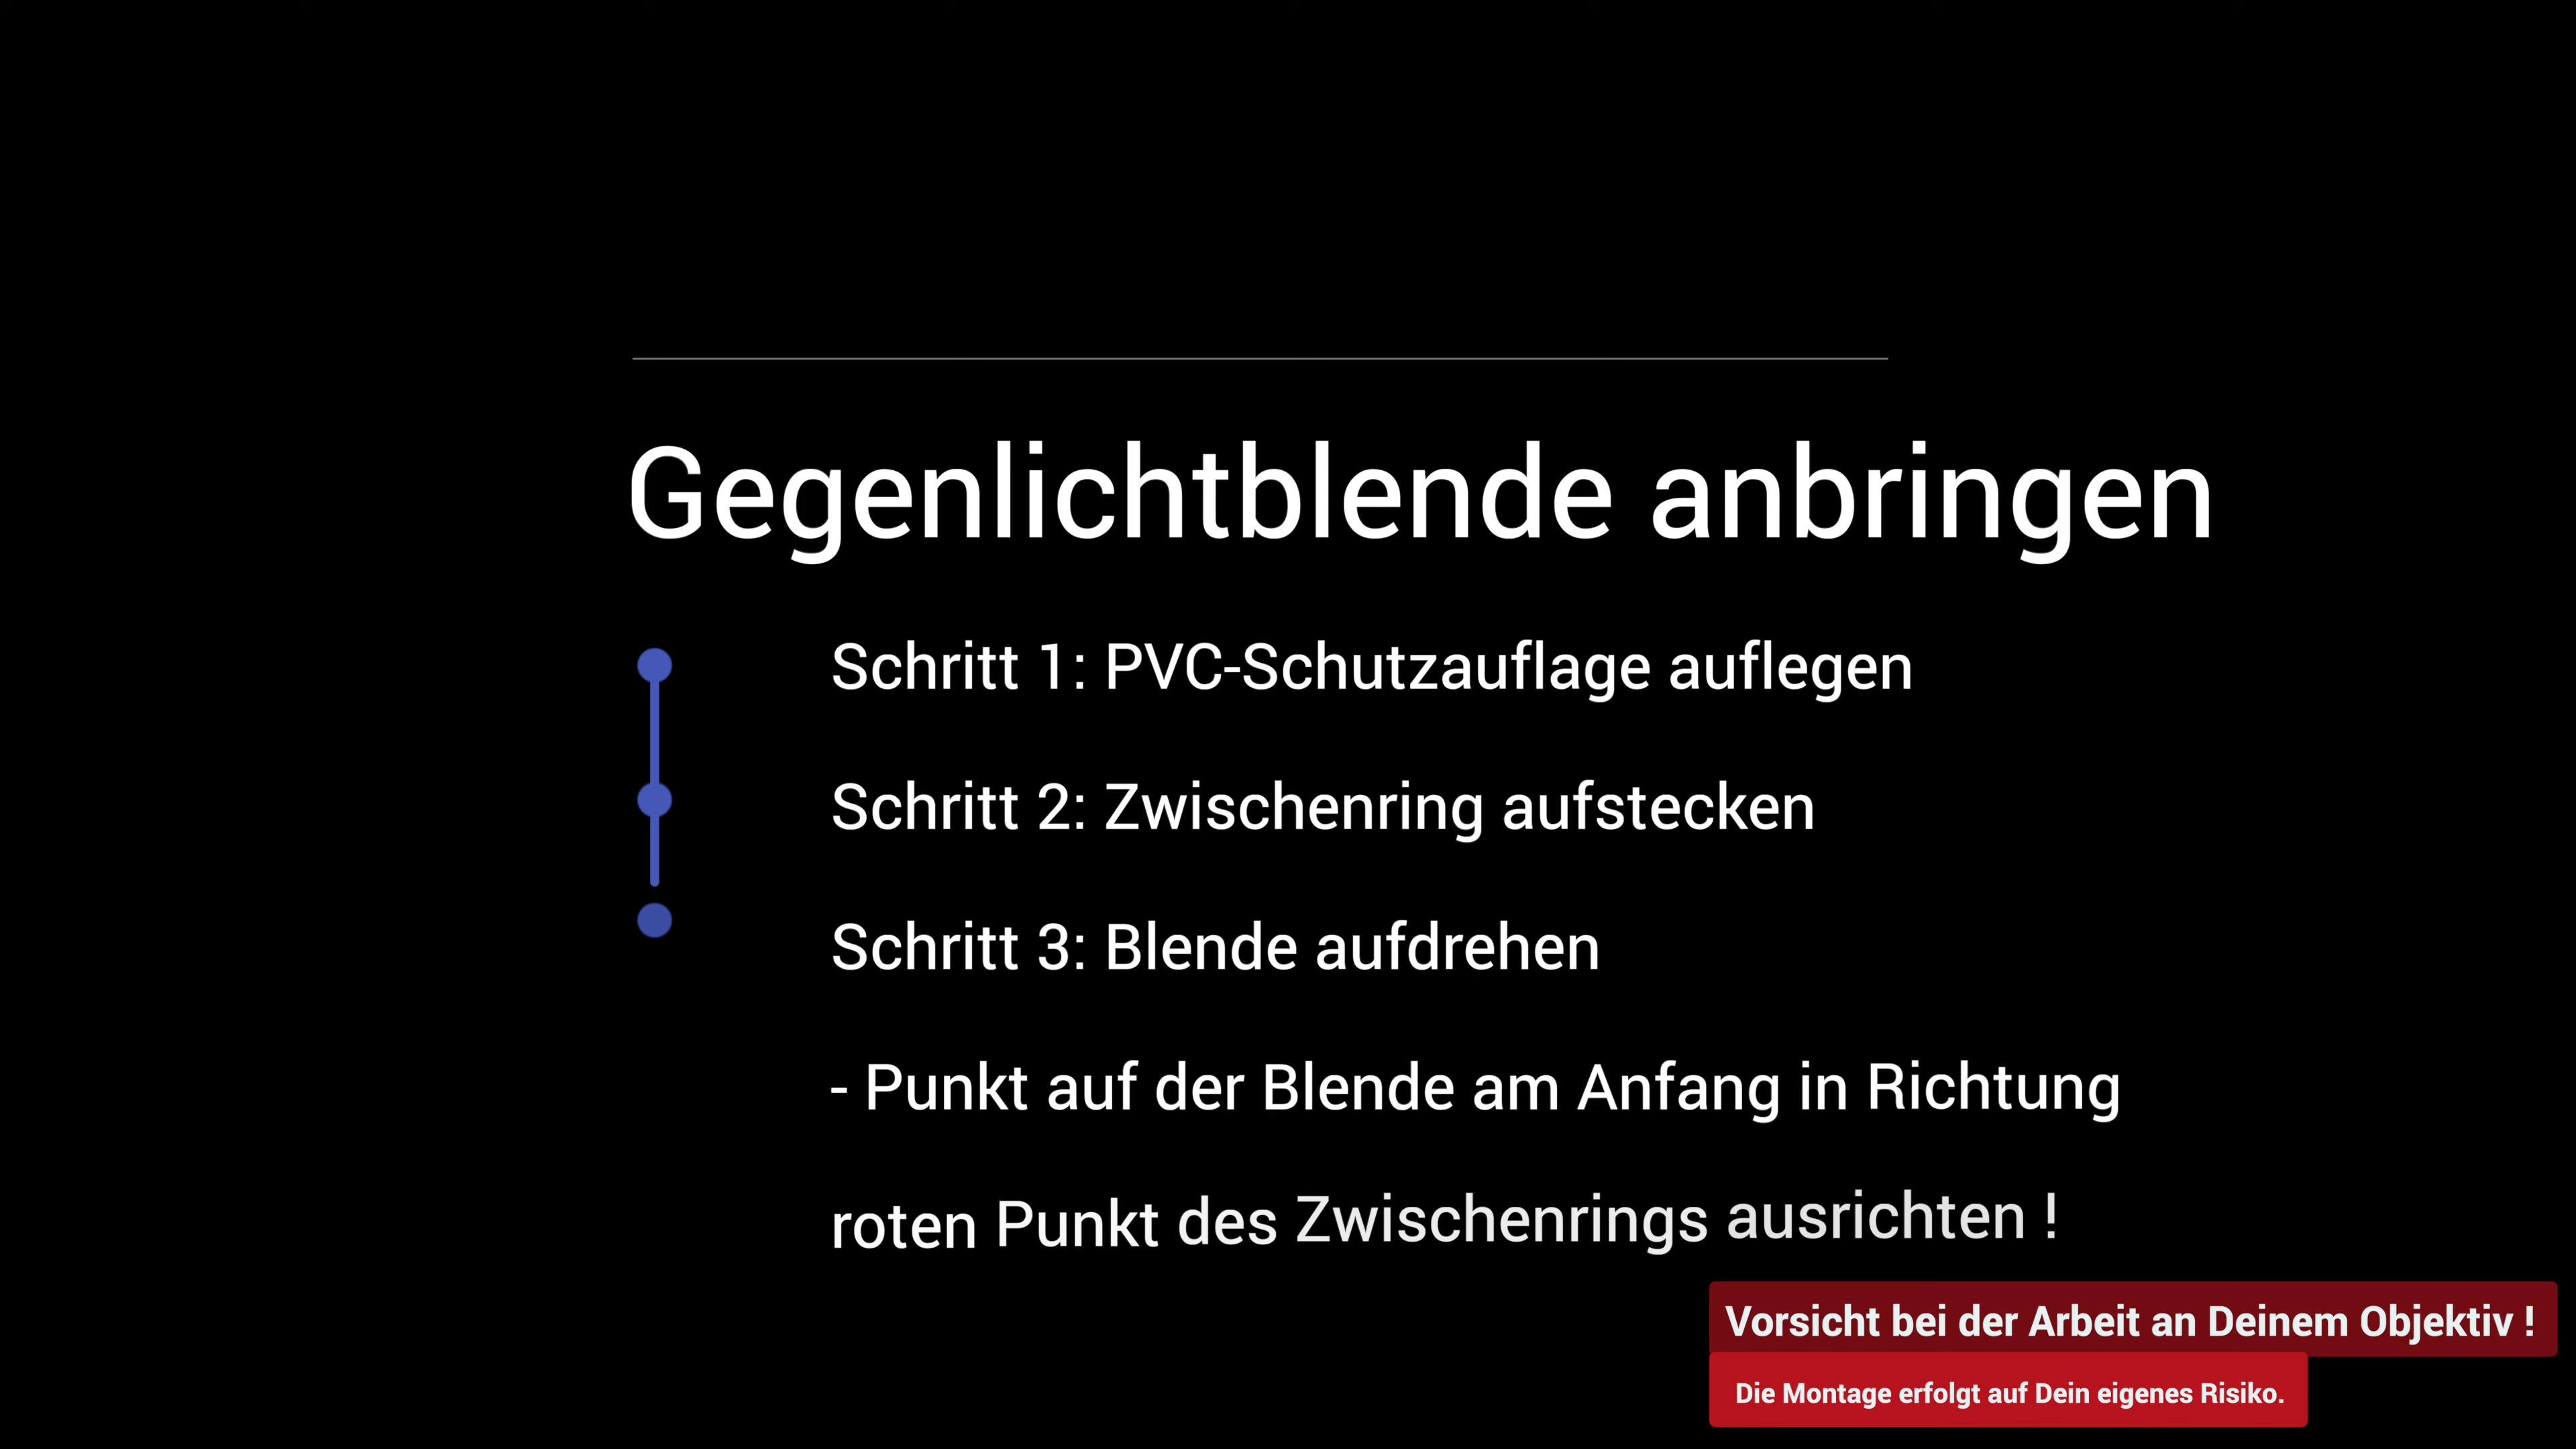 Gegenlichtblende anbringen
Schritt 1: PVC-Schutzauflage auflegen
Schritt 2: Zwischenring aufstecken
Schritt 3: Blende aufdrehen
- Punkt auf der Blende am Anfang in Richtung
roten Punkt des Zwischenrings ausrichten !
Vorsicht bei der Arbeit an Deinem Objektiv !
Die Montage erfolgt auf Dein eigenes Risiko.